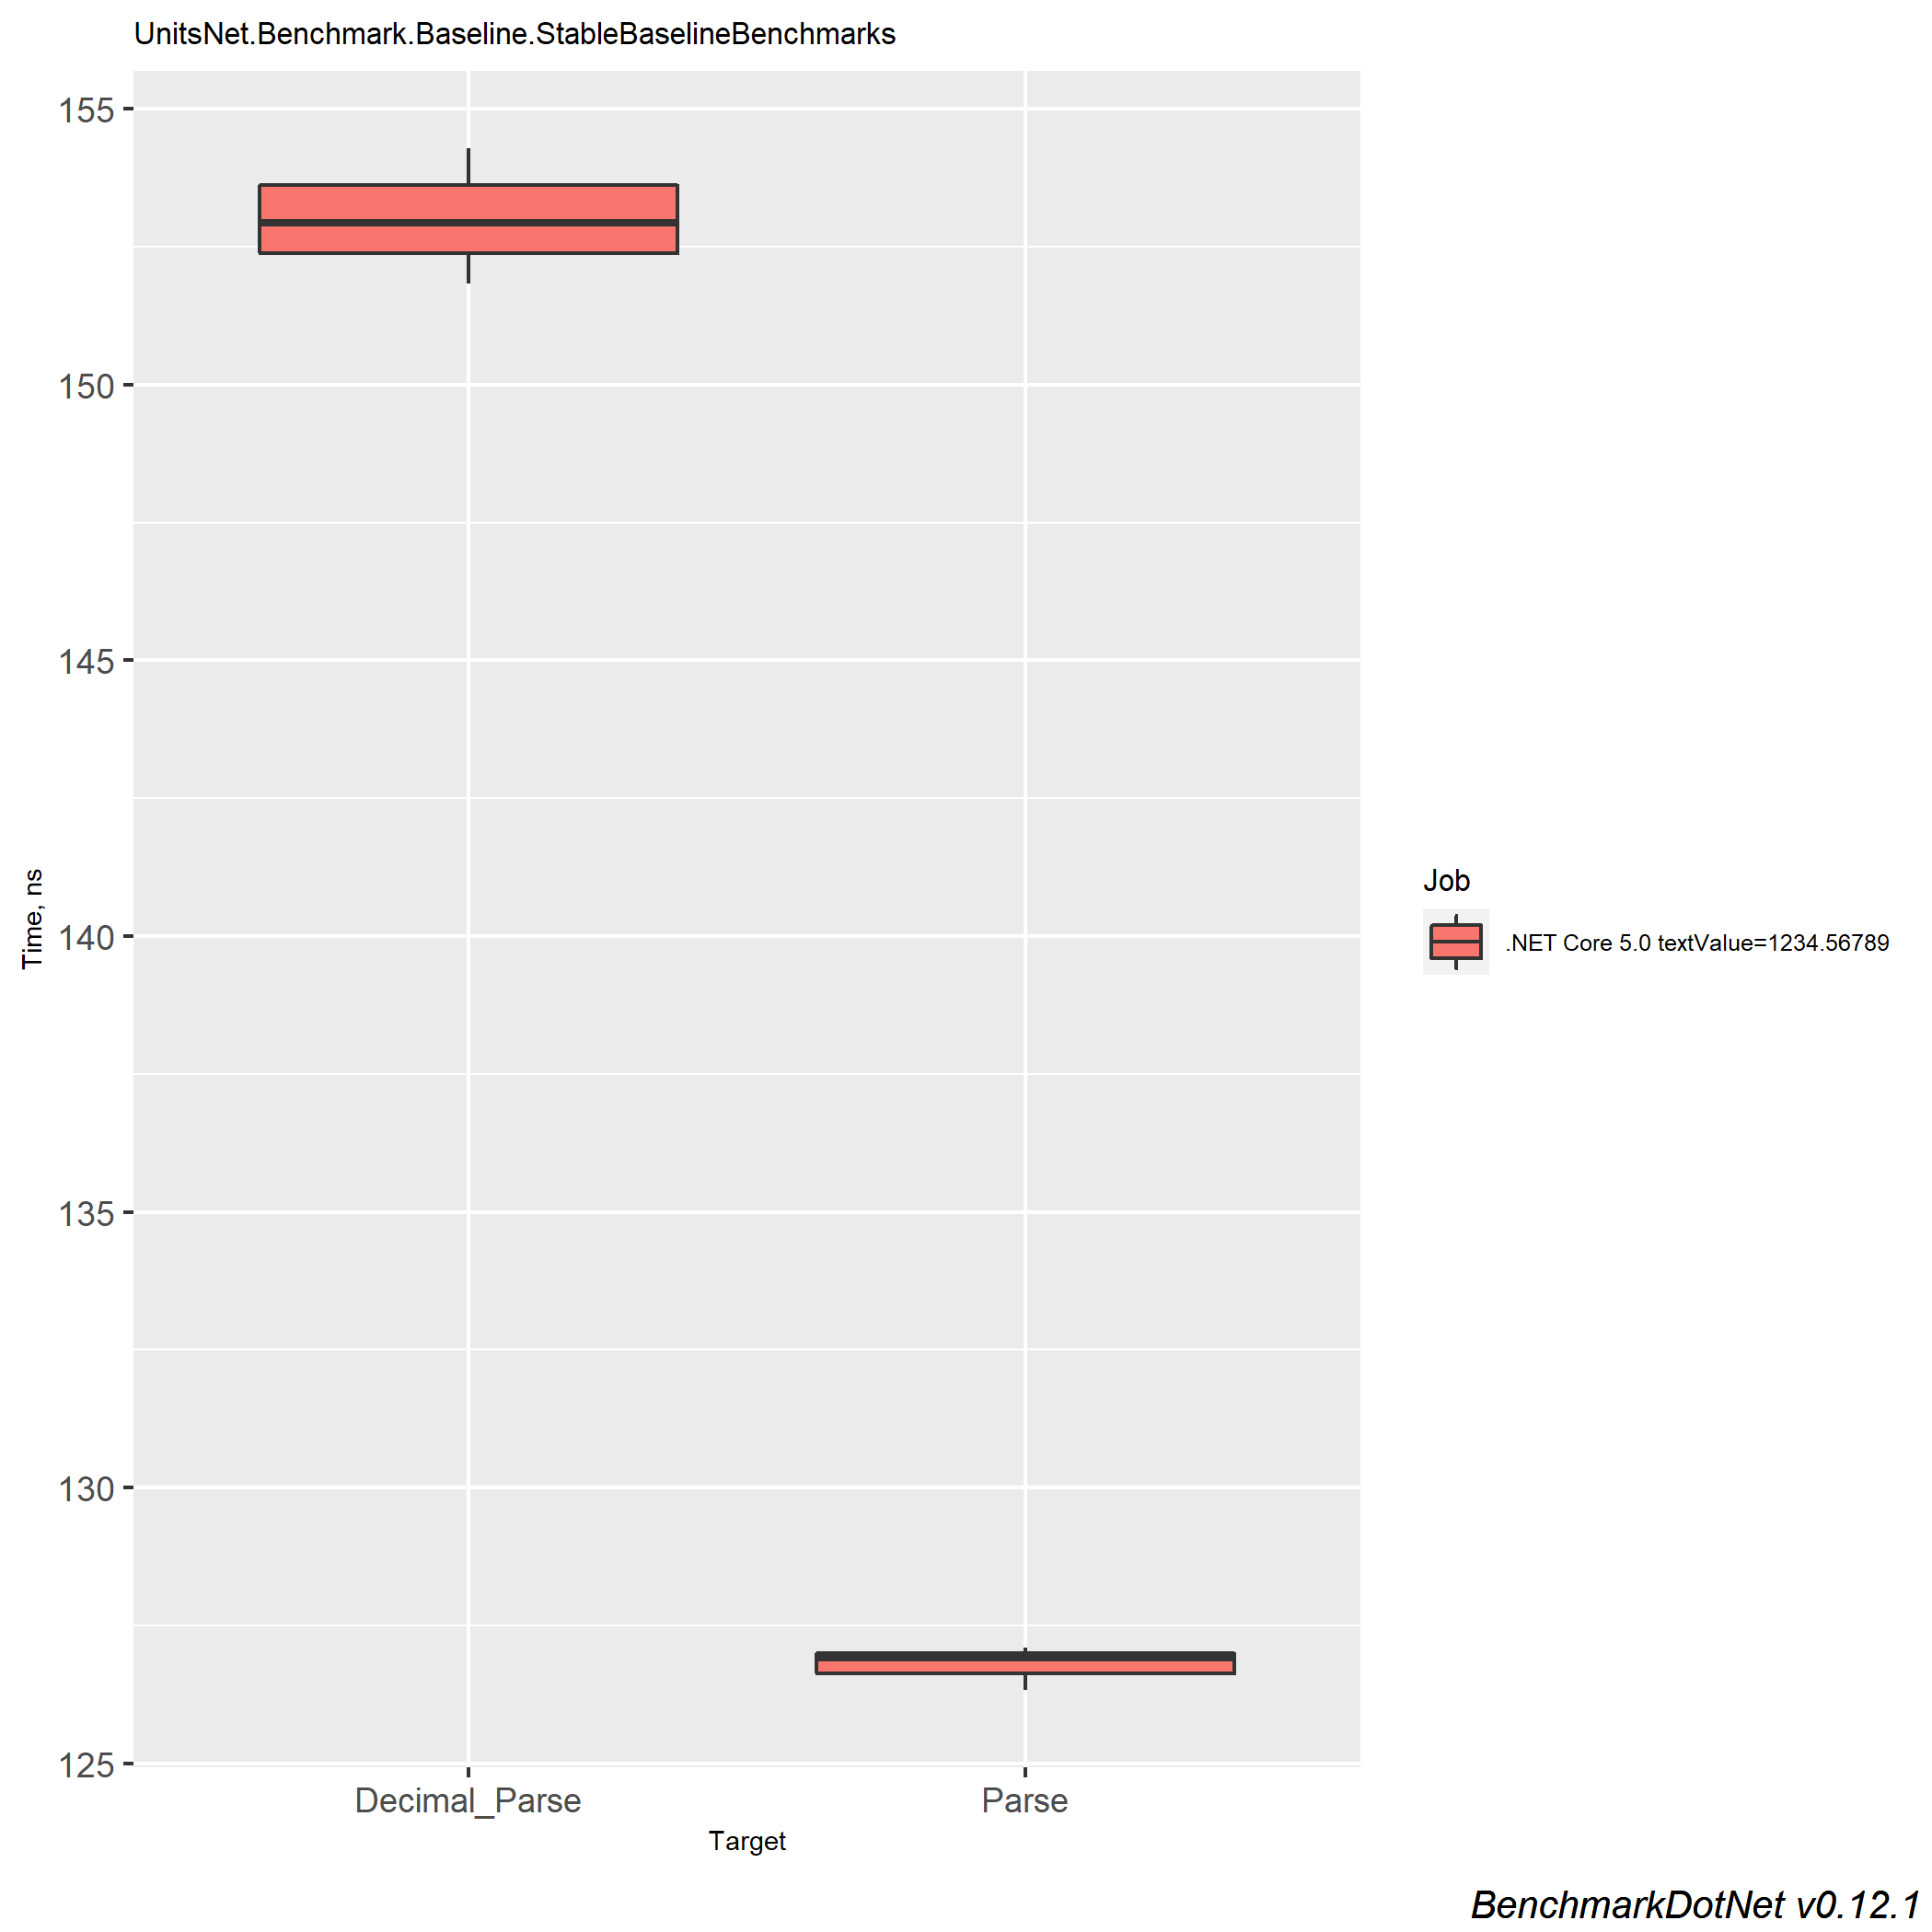 UnitsNet.Benchmark.Baseline.StableBaselineBenchmarks
155
150
145
140
135
130
125
Time, ns
Decimal_Parse
Parse
Target
Job
.NET Core 5.0 textValue=1234.56789
BenchmarkDotNet v0.12.1